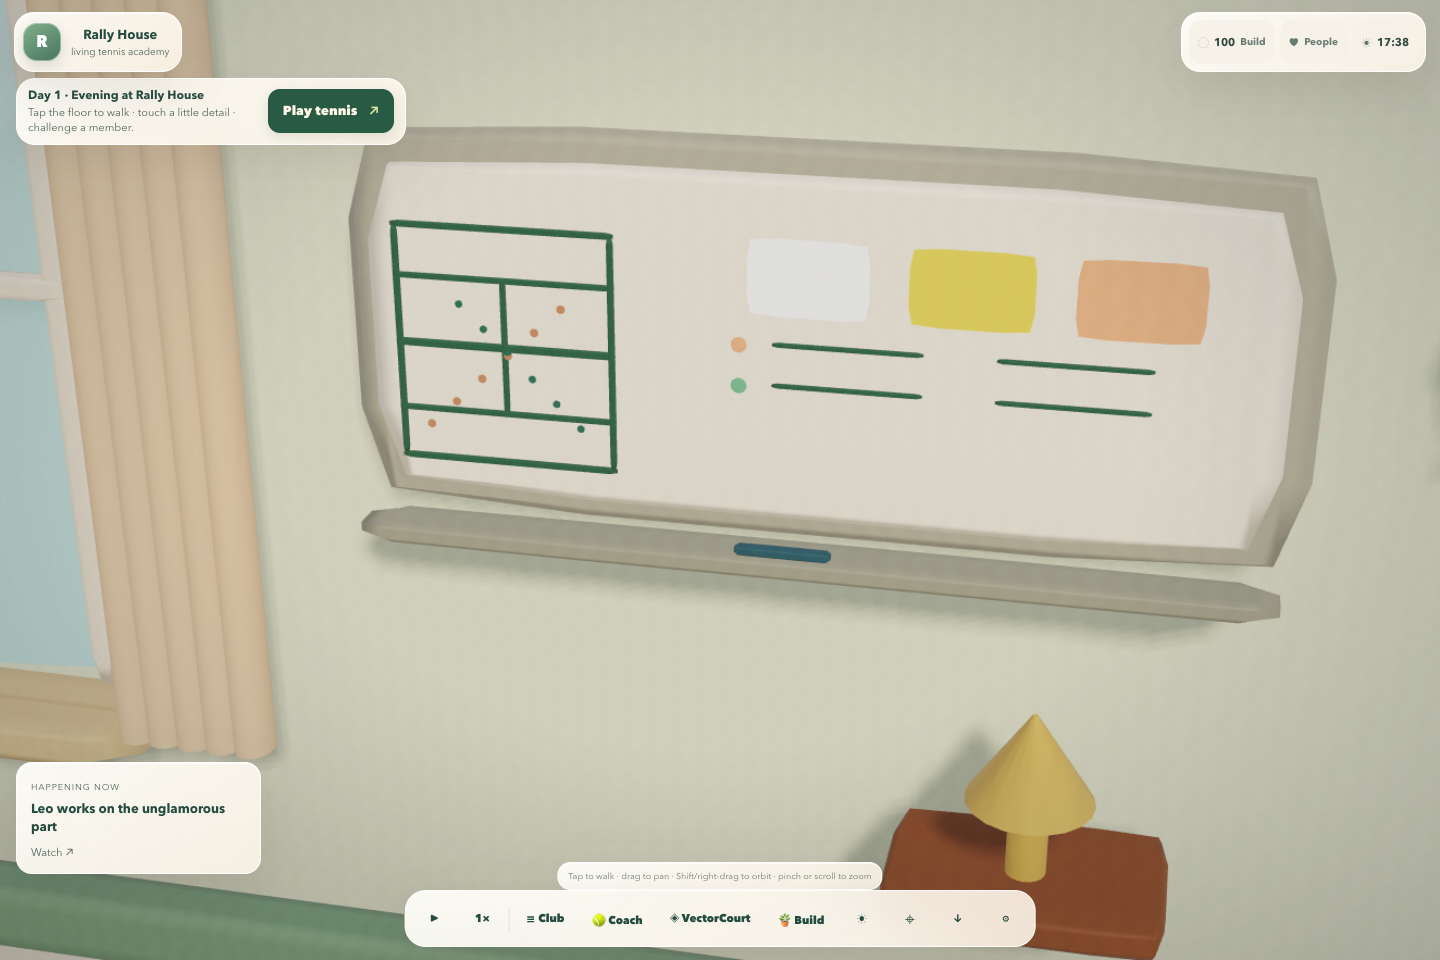 R
Rally House
living tennis academy
100 Build
People
17:38
Day 1 · Evening at Rally House
Tap the floor to walk · touch a little detail ·
challenge a member.
Play tennis ↗
HAPPENING NOW
Leo works on the unglamorous
part
Watch ↗
Tap to walk · drag to pan · Shift/right-drag to orbit · pinch or scroll to zoom
1×
Club
Coach
VectorCourt
Build